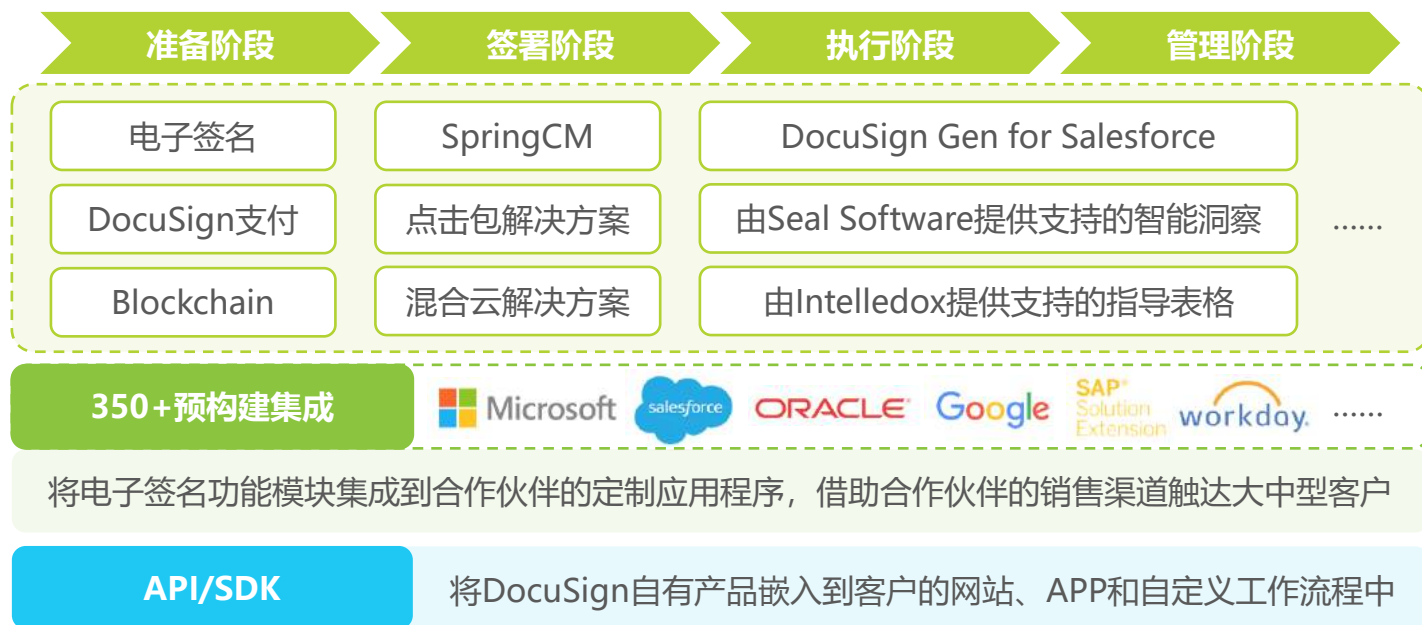 准备阶段
签署阶段
执行阶段
管理阶段
电子签名
SpringCM
DocuSign Gen for Salesforce
DocuSign支付
点击包解决方案
由Seal Software提供支持的智能洞察
……
Blockchain
混合云解决方案
由Intelledox提供支持的指导表格
350+预构建集成
Microsoft
salesforce
ORACLE
Google
SAP®
Solution
Extension
workday.
……
将电子签名功能模块集成到合作伙伴的定制应用程序，借助合作伙伴的销售渠道触达大中型客户
API/SDK
将DocuSign自有产品嵌入到客户的网站、APP和自定义工作流程中